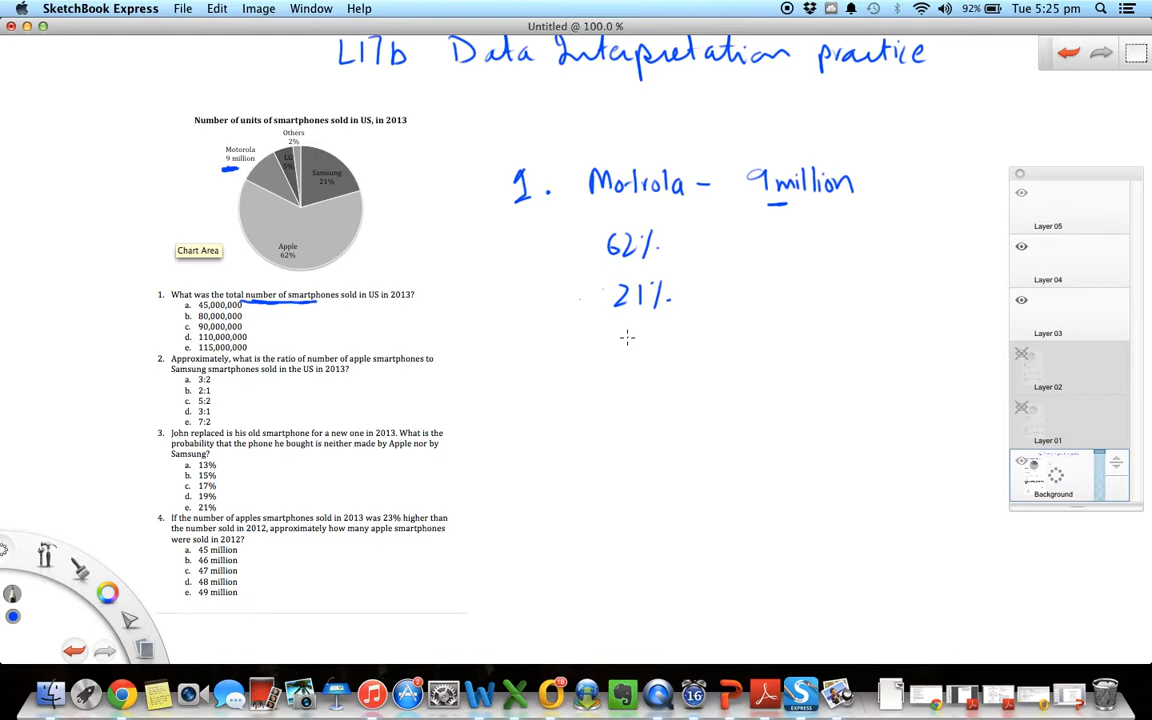 SketchBook Express File Edit Image Window Help 92% Tue 5:25 pm
Untitled @ 100.0 %
L17b Data Interpretation practice
Number of units of smartphones sold in US, in 2013
Others
2%
Motorola
9 million
LG
5%
Samsung
21%
Apple
62%
Chart Area
1. Motrola - 9 million
62%
21%
1. What was the total number of smartphones sold in US in 2013?
a. 45,000,000
b. 80,000,000
c. 90,000,000
d. 110,000,000
e. 115,000,000
2. Approximately, what is the ratio of number of apple smartphones to
Samsung smartphones sold in the US in 2013?
a. 3:2
b. 2:1
c. 5:2
d. 3:1
e. 7:2
3. John replaced is his old smartphone for a new one in 2013. What is the
probability that the phone he bought is neither made by Apple nor by
Samsung?
a. 13%
b. 15%
c. 17%
d. 19%
e. 21%
4. If the number of apples smartphones sold in 2013 was 23% higher than
the number sold in 2012, approximately how many apple smartphones
were sold in 2012?
a. 45 million
b. 46 million
c. 47 million
d. 48 million
e. 49 million
Layer 05
Layer 04
Layer 03
Layer 02
Layer 01
Background
16
EXPRESS